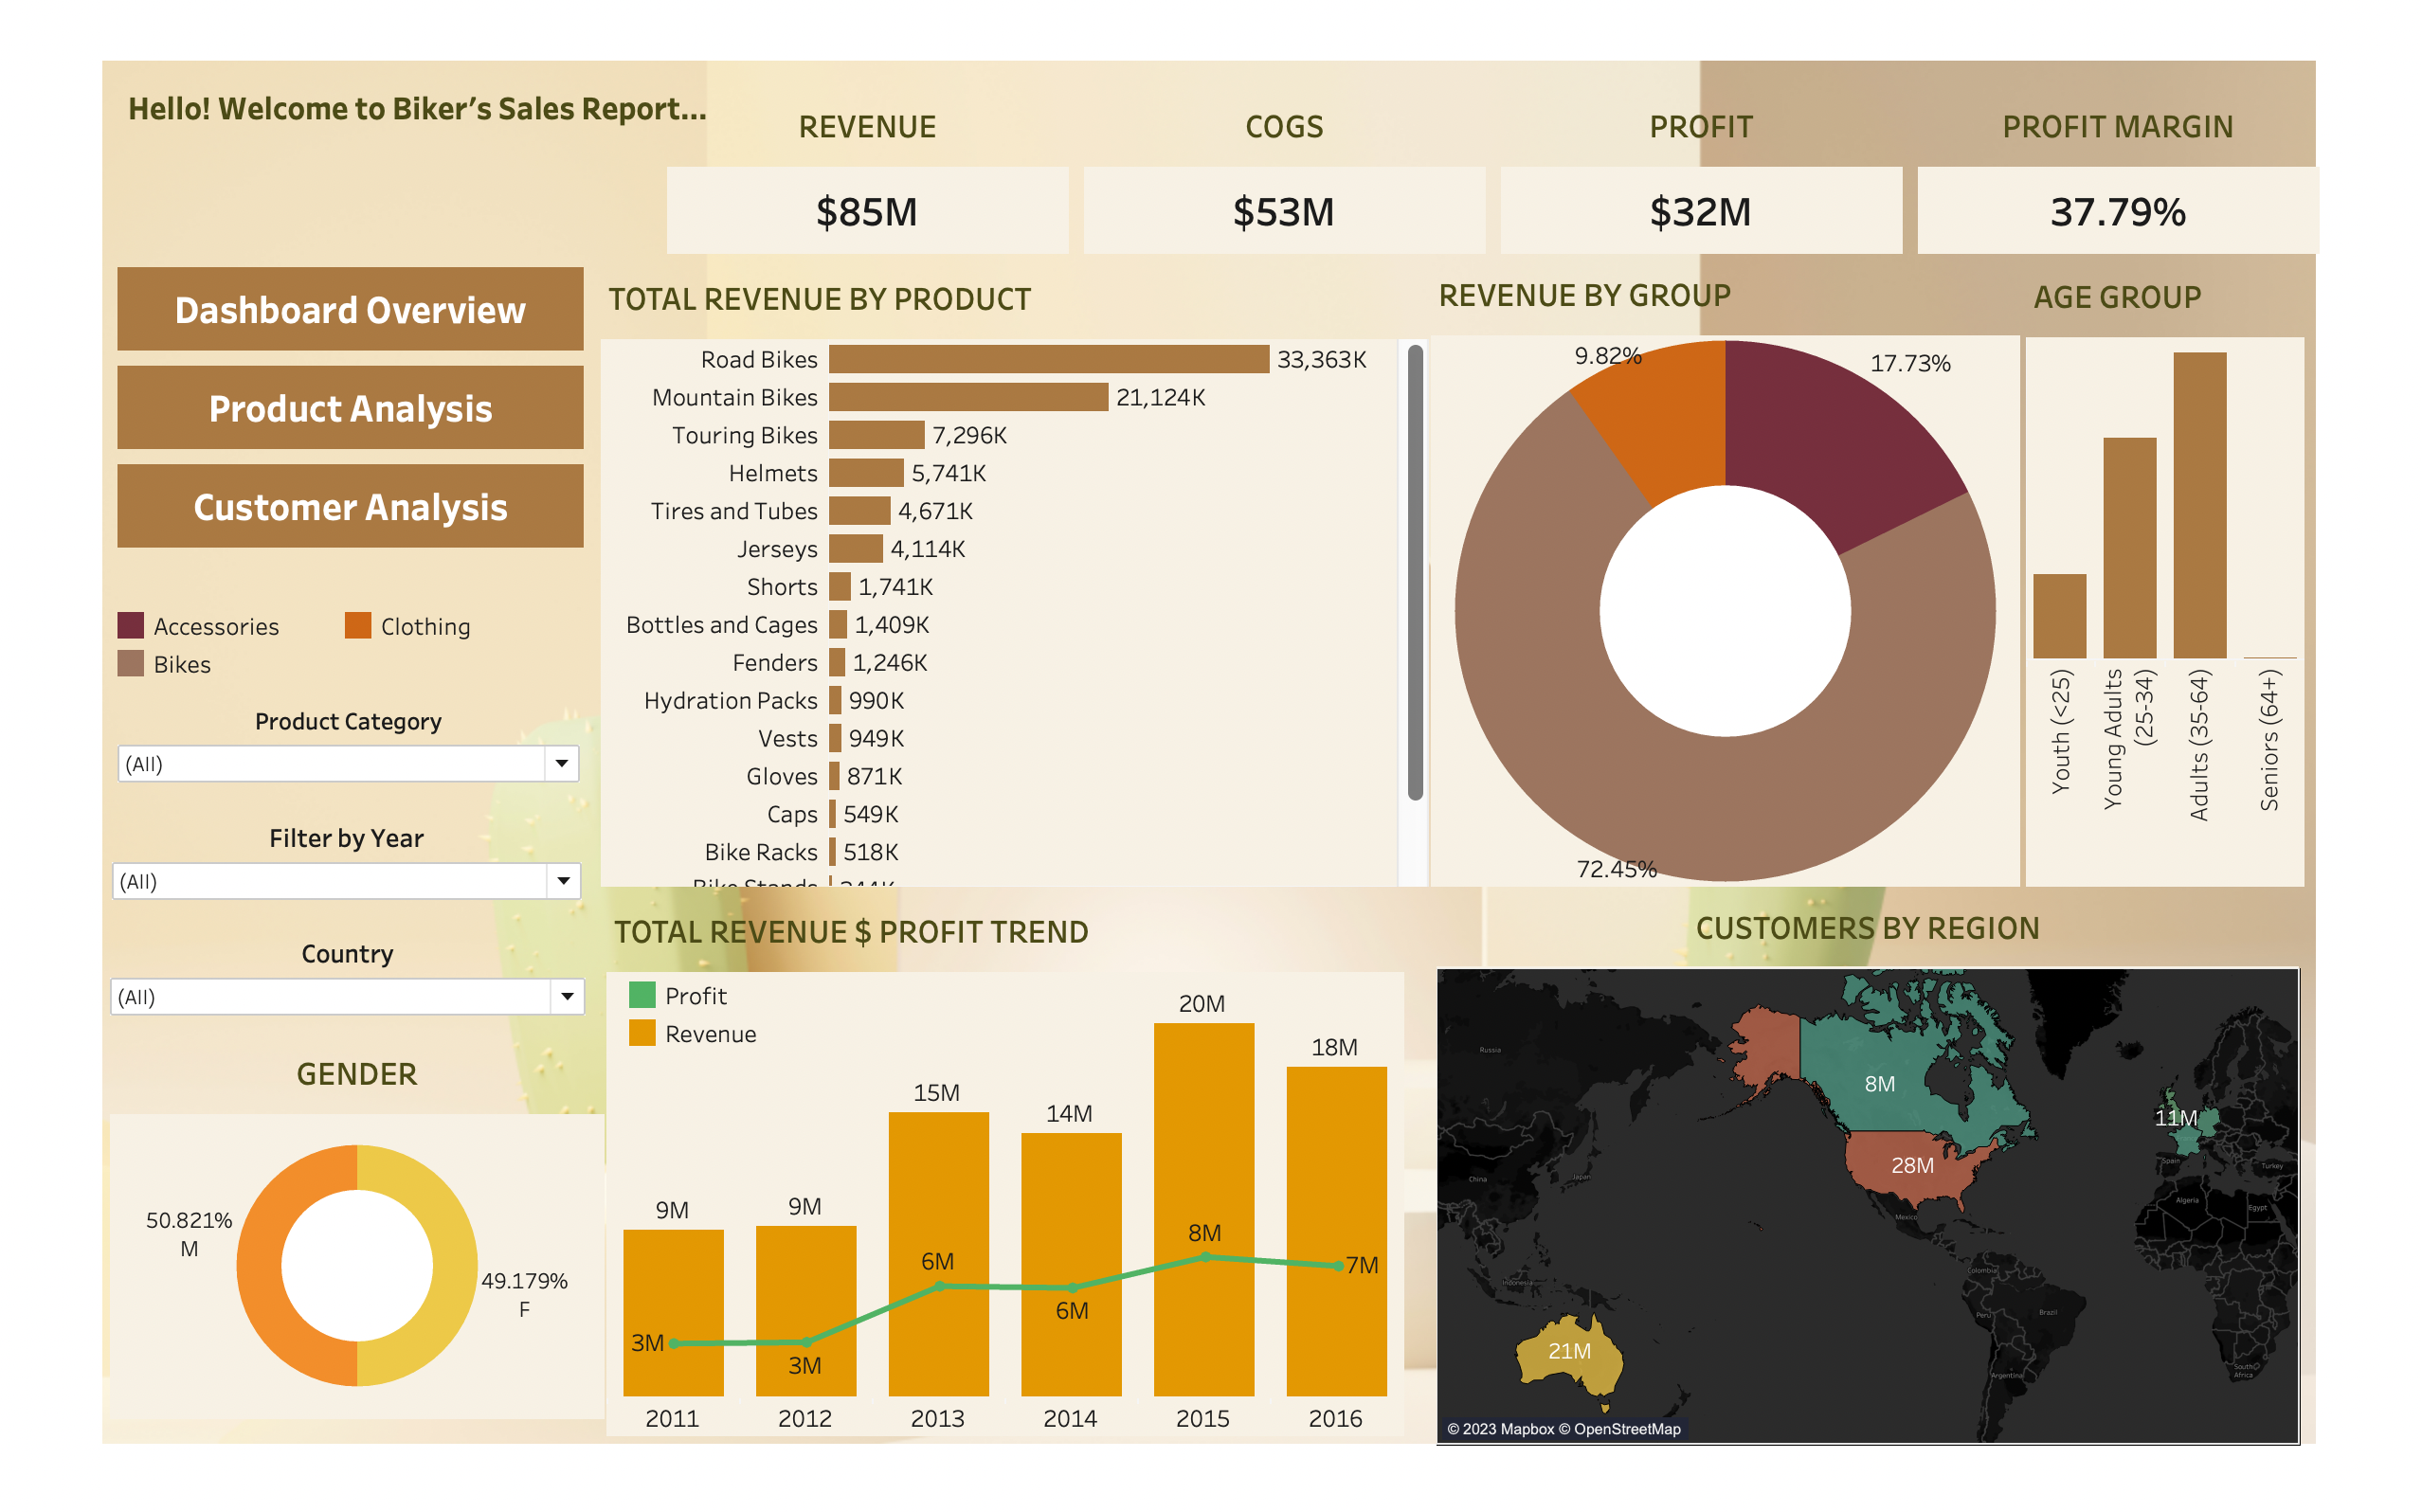 Hello! Welcome to Biker's Sales Report...
REVENUE
COGS
PROFIT
PROFIT MARGIN
$85M
$53M
$32M
37.79%
Dashboard Overview
Product Analysis
Customer Analysis
Accessories
Clothing
Bikes
Product Category
(All)
Filter by Year
(All)
Country
(All)
GENDER
50.821%
M
49.179%
F
TOTAL REVENUE BY PRODUCT
Road Bikes 33,363K
Mountain Bikes 21,124K
Touring Bikes 7,296K
Helmets 5,741K
Tires and Tubes 4,671K
Jerseys 4,114K
Shorts 1,741K
Bottles and Cages 1,409K
Fenders 1,246K
Hydration Packs 990K
Vests 949K
Gloves 871K
Caps 549K
Bike Racks 518K
Bike Stands
REVENUE BY GROUP
9.82%
17.73%
72.45%
AGE GROUP
Youth (<25)
Young Adults
(25-34)
Adults (35-64)
Seniors (64+)
TOTAL REVENUE $ PROFIT TREND
Profit
Revenue
9M
9M
15M
14M
20M
18M
3M
3M
6M
6M
8M
7M
2011
2012
2013
2014
2015
2016
CUSTOMERS BY REGION
Russia
8M
11M
28M
Spain
Turkey
China
Japan
Algeria
Egypt
Mexico
Colombia
Indonesia
Peru
Brazil
21M
South
Africa
Argentina
© 2023 Mapbox © OpenStreetMap